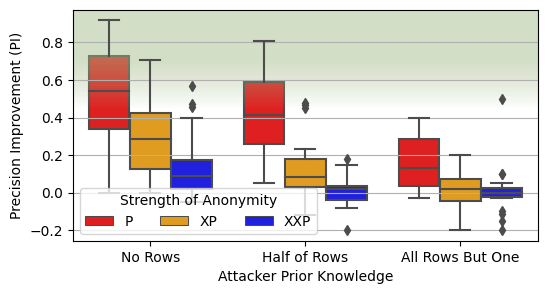 Precision Improvement (PI)
0.8
0.6
0.4
0.2
0.0
−0.2
Strength of Anonymity
P XP XXP
No Rows Half of Rows All Rows But One
Attacker Prior Knowledge